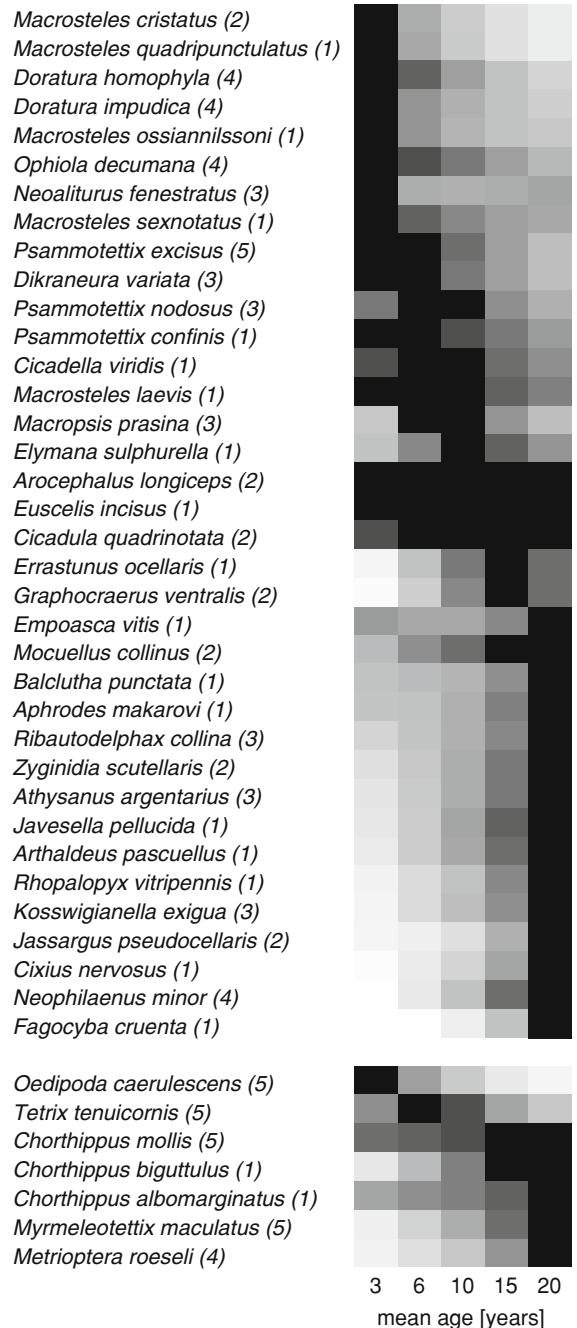 Macrosteles cristatus (2)
Macrosteles quadripunctulatus (1)
Doratura homophyla (4)
Doratura impudica (4)
Macrosteles ossiannilssoni (1)
Ophiola decumana (4)
Neoaliturus fenestratus (3)
Macrosteles sexnotatus (1)
Psammotettix excisus (5)
Dikraneura variata (3)
Psammotettix nodosus (3)
Psammotettix confinis (1)
Cicadella viridis (1)
Macrosteles laevis (1)
Macropsis prasina (3)
Elymana sulphurella (1)
Arocephalus longiceps (2)
Euscelis incisus (1)
Cicadula quadrinotata (2)
Errastunus ocellaris (1)
Graphocraerus ventralis (2)
Empoasca vitis (1)
Mocuellus collinus (2)
Balclutha punctata (1)
Aphrodes makarovi (1)
Ribautodelphax collina (3)
Zyginidia scutellaris (2)
Athysanus argentarius (3)
Javesella pellucida (1)
Arthaldeus pascuellus (1)
Rhopalopyx vitripennis (1)
Kosswigianella exigua (3)
Jassargus pseudocellaris (2)
Cixius nervosus (1)
Neophilaenus minor (4)
Fagocyba cruenta (1)
Oedipoda caerulescens (5)
Tetrix tenuicornis (5)
Chorthippus mollis (5)
Chorthippus biguttulus (1)
Chorthippus albomarginatus (1)
Myrmeleotettix maculatus (5)
Metrioptera roeseli (4)
3 6 10 15 20
mean age [years]